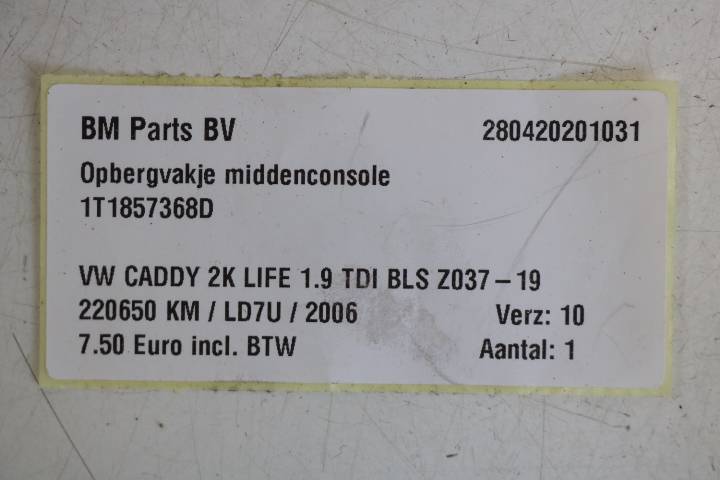 BM Parts BV 280420201031
Opbergvakje middenconsole
1T1857368D
VW CADDY 2K LIFE 1.9 TDI BLS Z037-19
220650 KM / LD7U / 2006 Verz: 10
7.50 Euro incl. BTW Aantal: 1